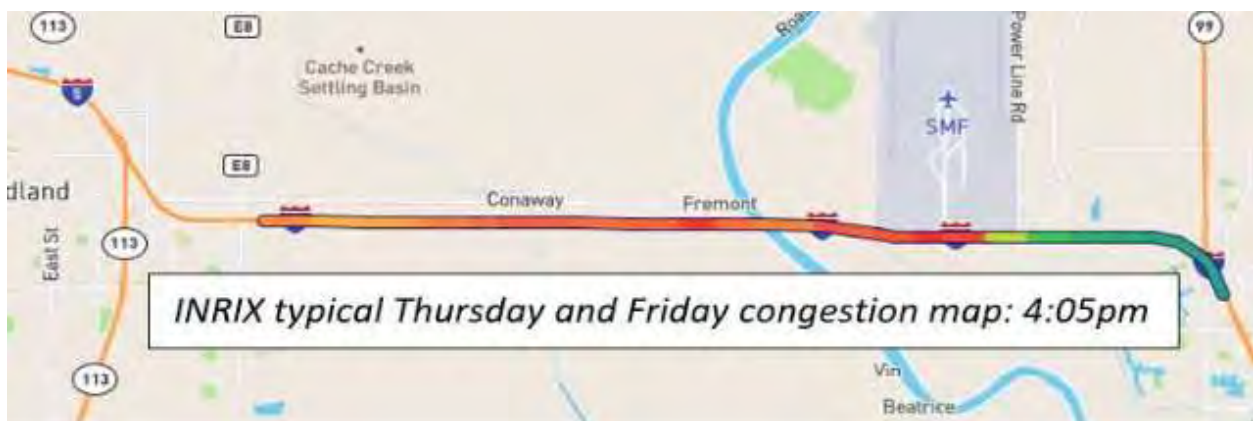 113
E8
Cache Creek
Settling Basin
5
Road
Power Line Rd
99
SMF
E8
dland
Conaway
Fremont
East St
113
INRIX typical Thursday and Friday congestion map: 4:05pm
113
Vin
Beatrice